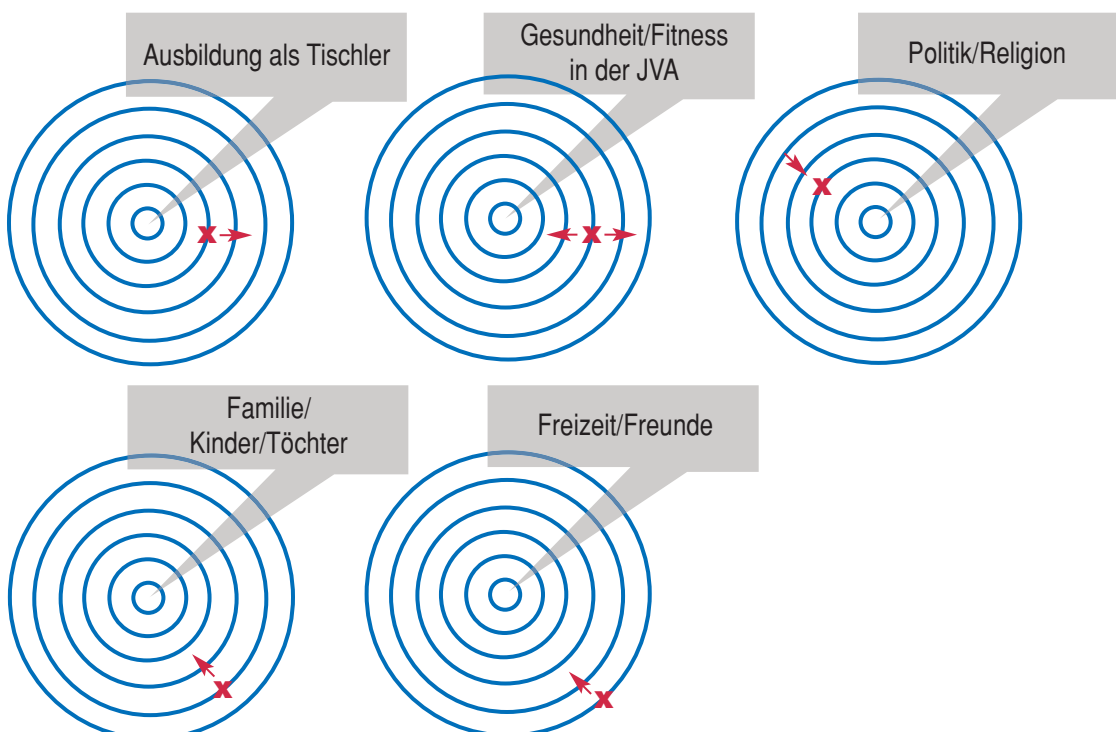 Ausbildung als Tischler
Gesundheit/Fitness
in der JVA
Politik/Religion
x
x
x
Familie/
Kinder/Töchter
Freizeit/Freunde
x
x